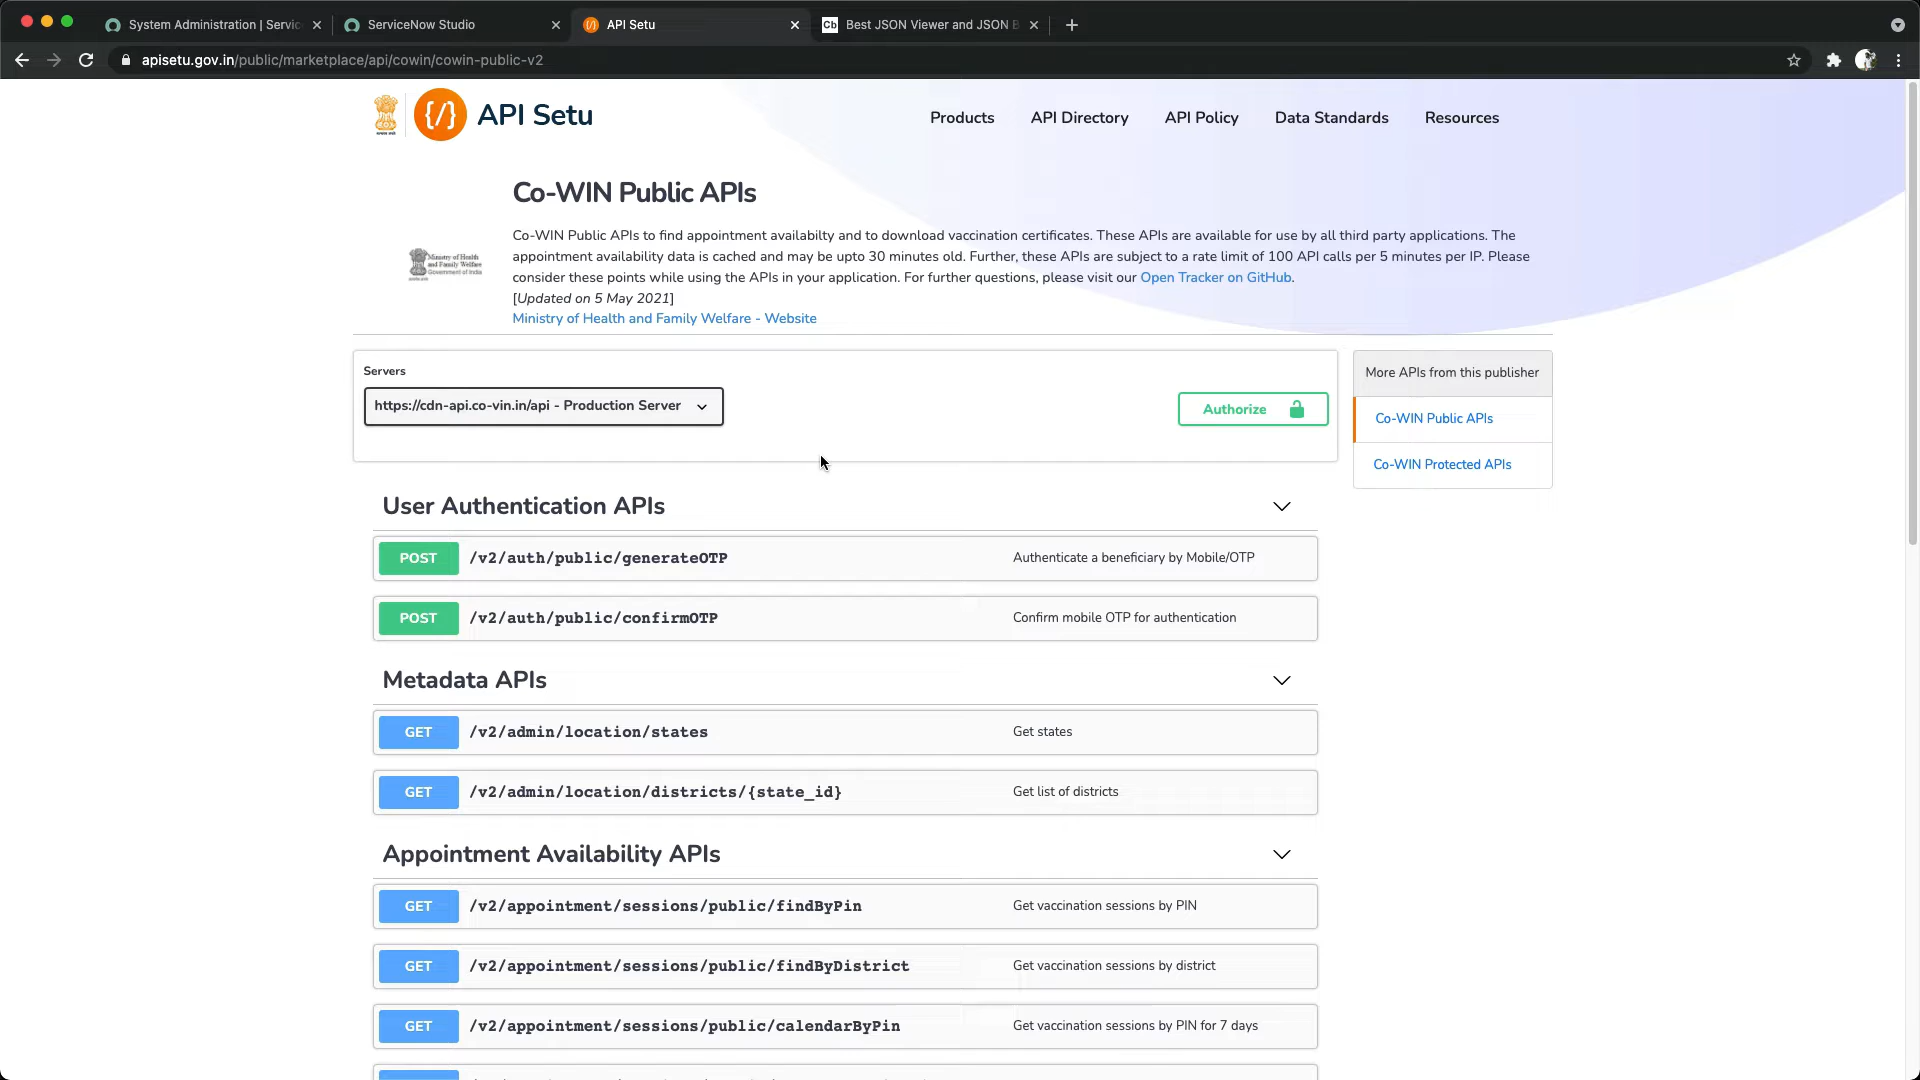 System Administration | Servic
ServiceNow Studio
API Setu
Cb Best JSON Viewer and JSON B
apisetu.gov.in/public/marketplace/api/cowin/cowin-public-v2
{/} API Setu
Products
API Directory
API Policy
Data Standards
Resources
Co-WIN Public APIs
Ministry of Health
and Family Welfare
Government of India
Co-WIN Public APIs to find appointment availabilty and to download vaccination certificates. These APIs are available for use by all third party applications. The
appointment availability data is cached and may be upto 30 minutes old. Further, these APIs are subject to a rate limit of 100 API calls per 5 minutes per IP. Please
consider these points while using the APIs in your application. For further questions, please visit our Open Tracker on GitHub.
[Updated on 5 May 2021]
Ministry of Health and Family Welfare - Website
Servers
https://cdn-api.co-vin.in/api - Production Server
Authorize
More APIs from this publisher
Co-WIN Public APIs
Co-WIN Protected APIs
User Authentication APIs
POST /v2/auth/public/generateOTP Authenticate a beneficiary by Mobile/OTP
POST /v2/auth/public/confirmOTP Confirm mobile OTP for authentication
Metadata APIs
GET /v2/admin/location/states Get states
GET /v2/admin/location/districts/{state_id} Get list of districts
Appointment Availability APIs
GET /v2/appointment/sessions/public/findByPin Get vaccination sessions by PIN
GET /v2/appointment/sessions/public/findByDistrict Get vaccination sessions by district
GET /v2/appointment/sessions/public/calendarByPin Get vaccination sessions by PIN for 7 days